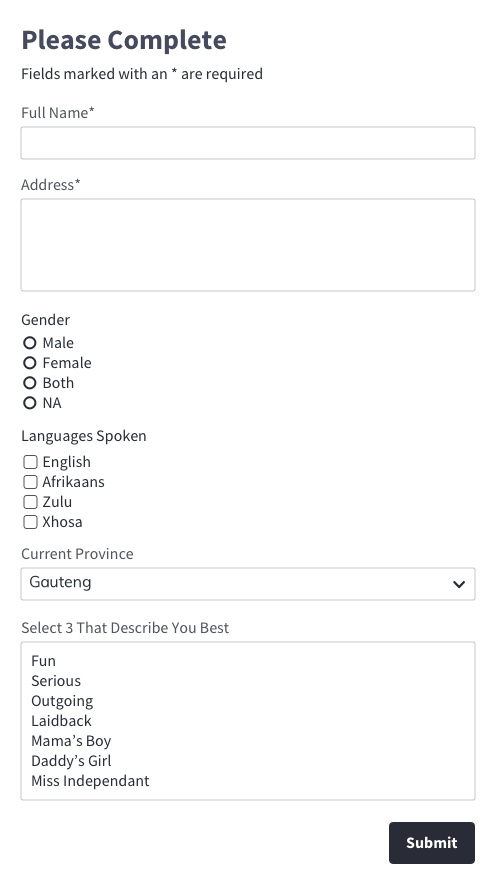 Please Complete
Fields marked with an * are required
Full Name*
Address*
Gender
Male
Female
Both
NA
Languages Spoken
English
Afrikaans
Zulu
Xhosa
Current Province
Gauteng
Select 3 That Describe You Best
Fun
Serious
Outgoing
Laidback
Mama’s Boy
Daddy’s Girl
Miss Independant
Submit